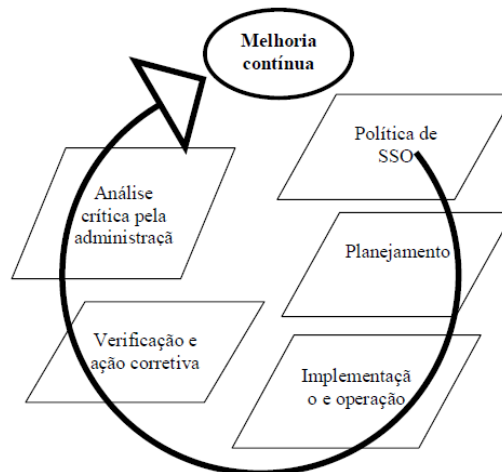 Melhoria
contínua
Política de
SSO
Planejamento
Implementaçã
o e operação
Verificação e
ação corretiva
Análise
crítica pela
administraçã